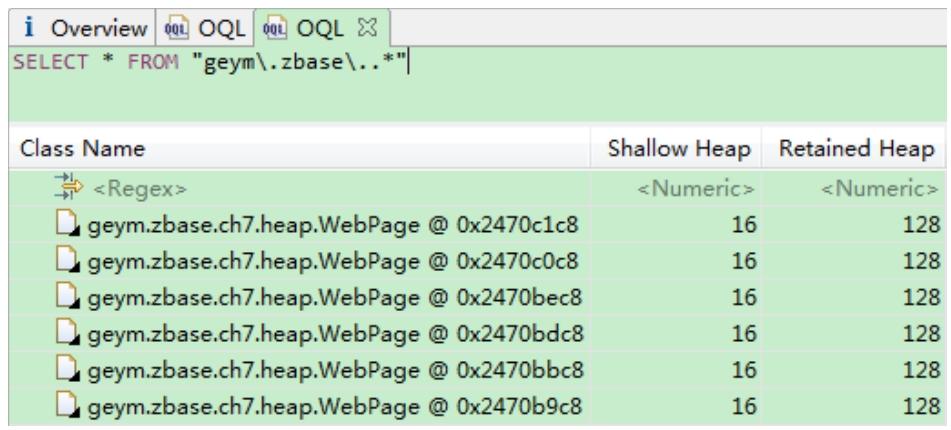 i Overview OQL OQL
SELECT * FROM "geym\.zbase\..*"
Class Name Shallow Heap Retained Heap
<Regex> <Numeric> <Numeric>
geym.zbase.ch7.heap.WebPage @ 0x2470c1c8 16 128
geym.zbase.ch7.heap.WebPage @ 0x2470c0c8 16 128
geym.zbase.ch7.heap.WebPage @ 0x2470bec8 16 128
geym.zbase.ch7.heap.WebPage @ 0x2470bdc8 16 128
geym.zbase.ch7.heap.WebPage @ 0x2470bbc8 16 128
geym.zbase.ch7.heap.WebPage @ 0x2470b9c8 16 128